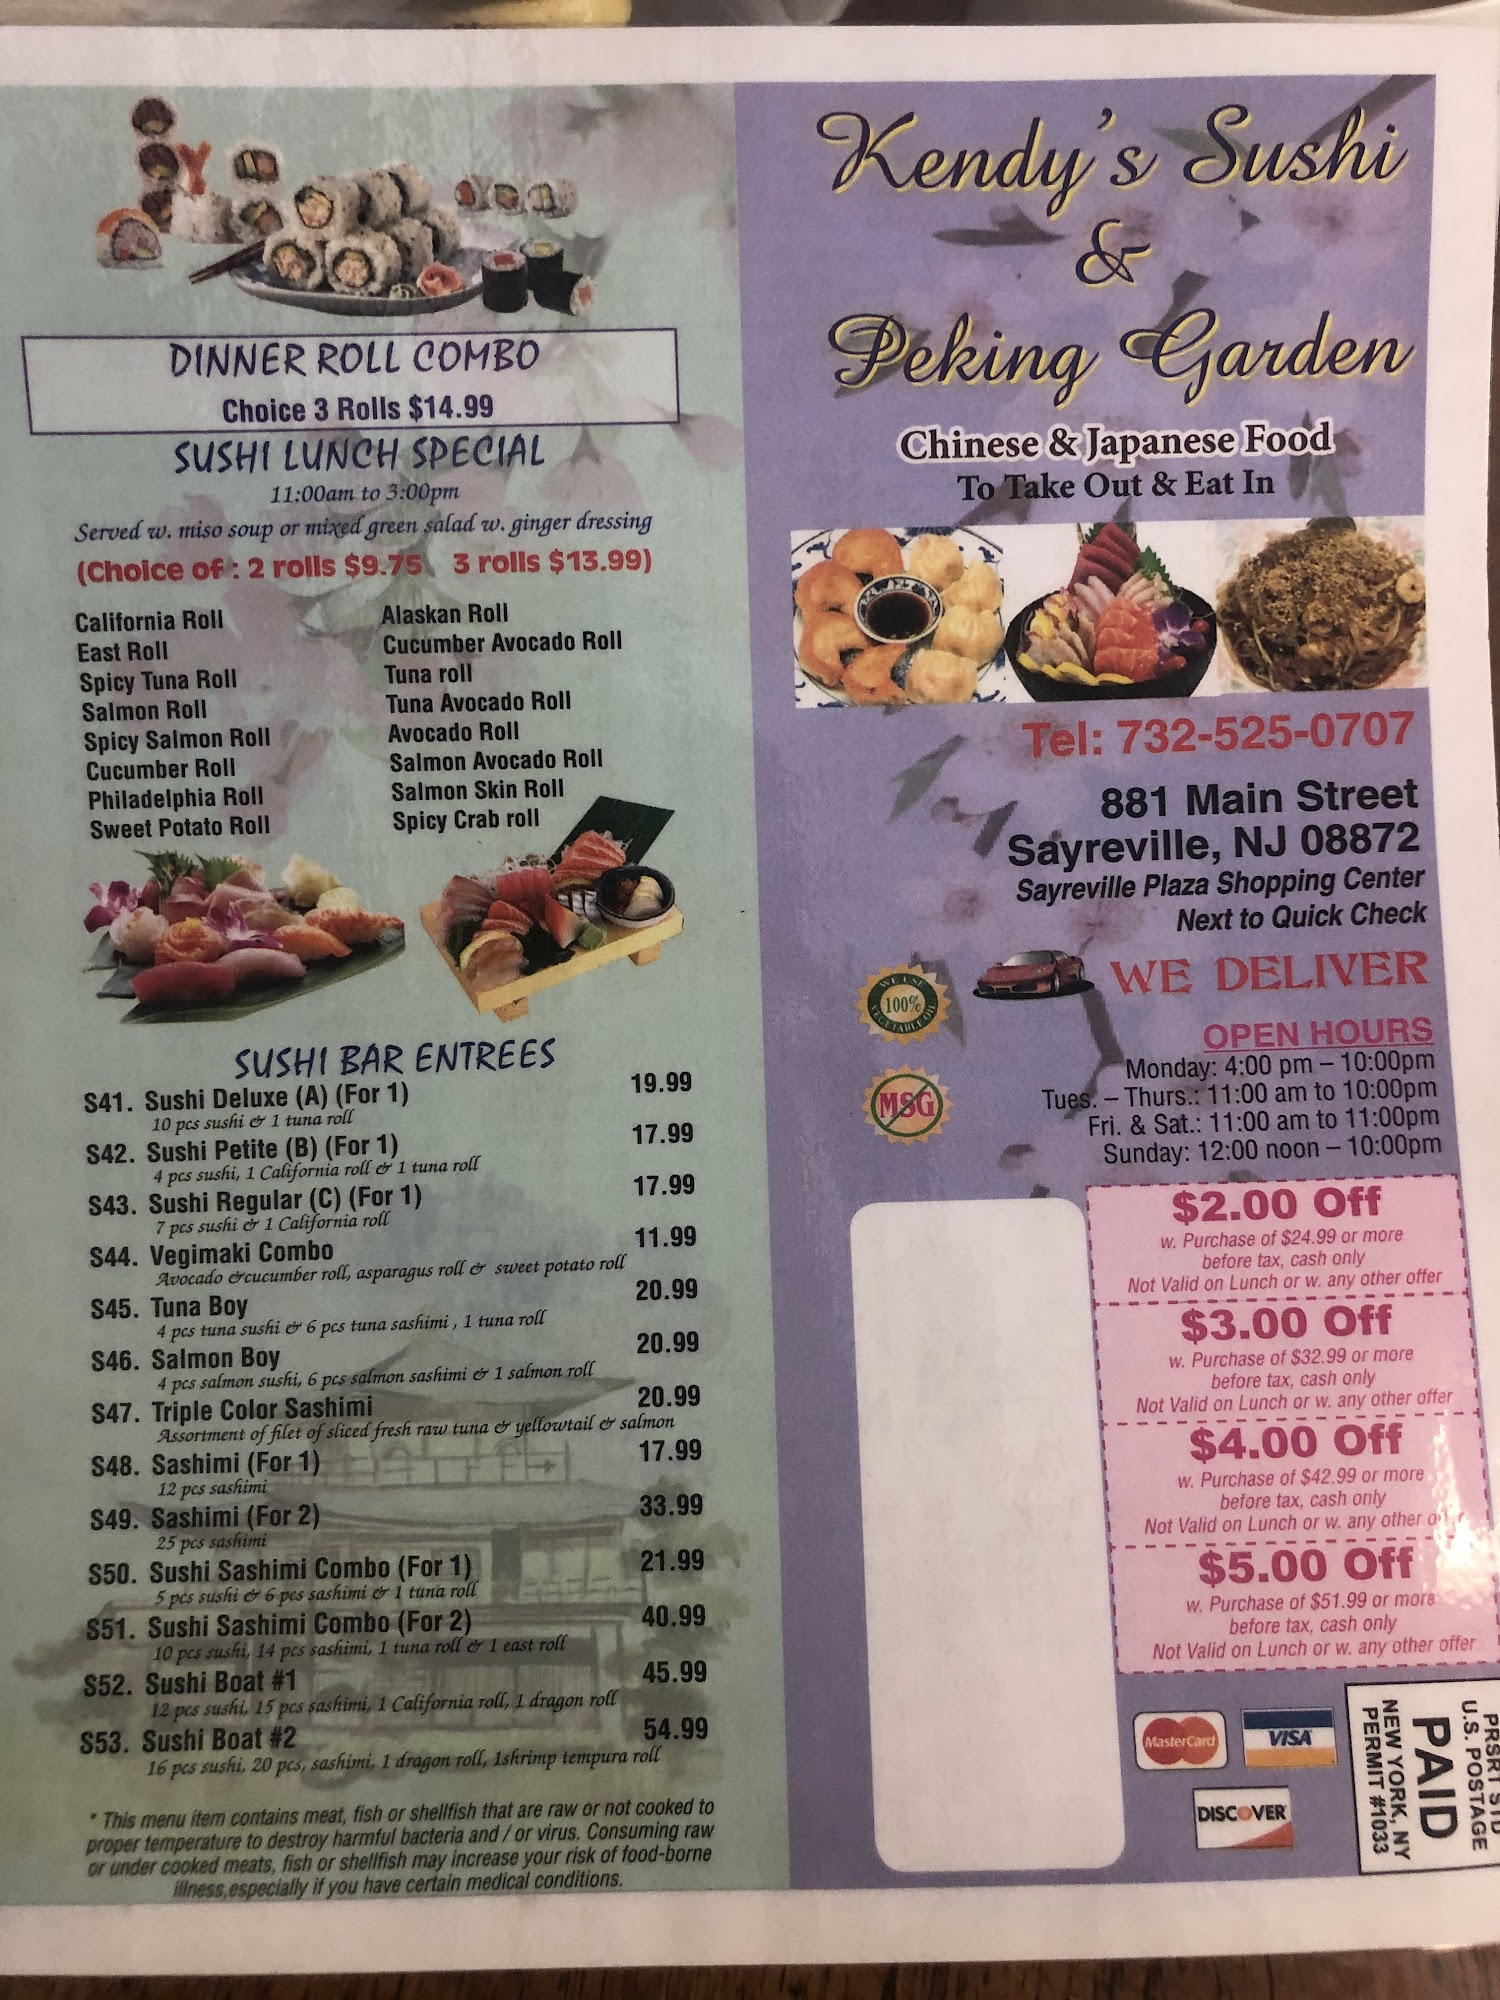 DINNER ROLL COMBO
Choice 3 Rolls $14.99
SUSHI LUNCH SPECIAL
11:00am to 3:00pm
Served w. miso soup or mixed green salad w. ginger dressing
(Choice of : 2 rolls $9.75 3 rolls $13.99)
California Roll
East Roll
Spicy Tuna Roll
Salmon Roll
Spicy Salmon Roll
Cucumber Roll
Philadelphia Roll
Sweet Potato Roll
Alaskan Roll
Cucumber Avocado Roll
Tuna roll
Tuna Avocado Roll
Avocado Roll
Salmon Avocado Roll
Salmon Skin Roll
Spicy Crab roll
SUSHI BAR ENTREES
S41. Sushi Deluxe (A) (For 1) 19.99
10 pcs sushi & 1 tuna roll
S42. Sushi Petite (B) (For 1) 17.99
4 pcs sushi, 1 California roll & 1 tuna roll
S43. Sushi Regular (C) (For 1) 17.99
7 pcs sushi & 1 California roll
S44. Vegimaki Combo 11.99
Avocado &cucumber roll, asparagus roll & sweet potato roll
S45. Tuna Boy 20.99
4 pcs tuna sushi & 6 pcs tuna sashimi , 1 tuna roll
S46. Salmon Boy 20.99
4 pcs salmon sushi, 6 pcs salmon sashimi & 1 salmon roll
S47. Triple Color Sashimi 20.99
Assortment of filet of sliced fresh raw tuna & yellowtail & salmon
S48. Sashimi (For 1) 17.99
12 pcs sashimi
S49. Sashimi (For 2) 33.99
25 pcs sashimi
S50. Sushi Sashimi Combo (For 1) 21.99
5 pcs sushi & 6 pcs sashimi & 1 tuna roll
S51. Sushi Sashimi Combo (For 2) 40.99
10 pcs sushi, 14 pcs sashimi, 1 tuna roll & 1 east roll
S52. Sushi Boat #1 45.99
12 pcs sushi, 15 pcs sashimi, 1 California roll, 1 dragon roll
S53. Sushi Boat #2 54.99
16 pcs sushi, 20 pcs, sashimi, 1 dragon roll, 1shrimp tempura roll
* This menu item contains meat, fish or shellfish that are raw or not cooked to
proper temperature to destroy harmful bacteria and / or virus. Consuming raw
or under cooked meats, fish or shellfish may increase your risk of food-borne
illness,especially if you have certain medical conditions.
Kendy's Sushi
&
Peking Garden
Chinese & Japanese Food
To Take Out & Eat In
Tel: 732-525-0707
881 Main Street
Sayreville, NJ 08872
Sayreville Plaza Shopping Center
Next to Quick Check
WE DELIVER
WE USE
100%
VEGETABLE OIL
MSG
OPEN HOURS
Monday: 4:00 pm – 10:00pm
Tues. – Thurs.: 11:00 am to 10:00pm
Fri. & Sat.: 11:00 am to 11:00pm
Sunday: 12:00 noon – 10:00pm
$2.00 Off
w. Purchase of $24.99 or more
before tax, cash only
Not Valid on Lunch or w. any other offer
$3.00 Off
w. Purchase of $32.99 or more
before tax, cash only
Not Valid on Lunch or w. any other offer
$4.00 Off
w. Purchase of $42.99 or more
before tax, cash only
Not Valid on Lunch or w. any other
$5.00 Off
w. Purchase of $51.99 or more
before tax, cash only
Not Valid on Lunch or w. any other offer
MasterCard
VISA
DISCOVER
PRSRT STD
U.S. POSTAGE
PAID
NEW YORK, NY
PERMIT #1033